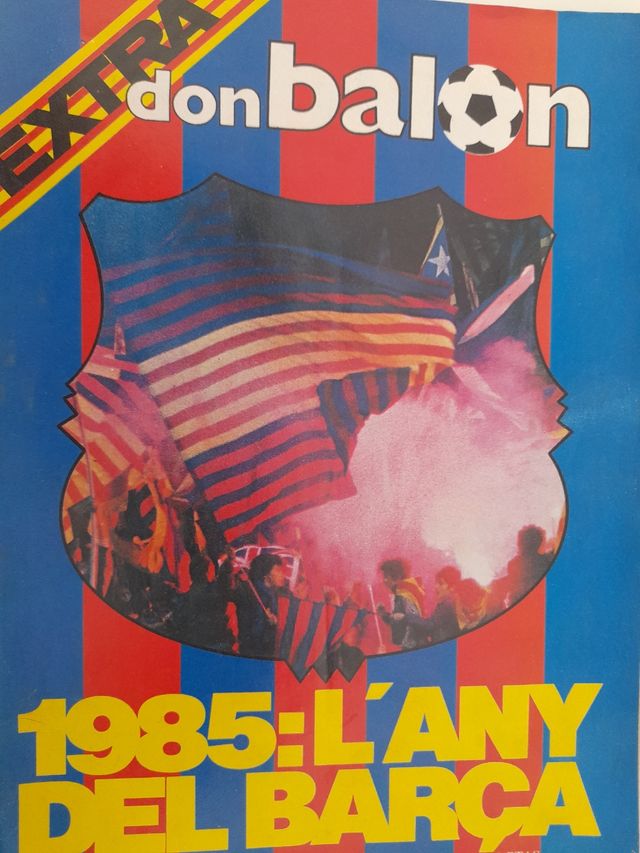 EXTRA
don balon
1985: L'ANY
DEL BARÇA